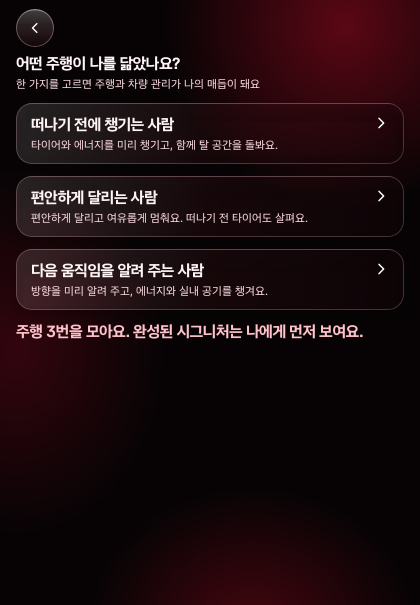 어떤 주행이 나를 닮았나요?
한 가지를 고르면 주행과 차량 관리가 나의 매듭이 돼요
떠나기 전에 챙기는 사람
타이어와 에너지를 미리 챙기고, 함께 탈 공간을 돌봐요.
편안하게 달리는 사람
편안하게 달리고 여유롭게 멈춰요. 떠나기 전 타이어도 살펴요.
다음 움직임을 알려 주는 사람
방향을 미리 알려 주고, 에너지와 실내 공기를 챙겨요.
주행 3번을 모아요. 완성된 시그니처는 나에게 먼저 보여요.